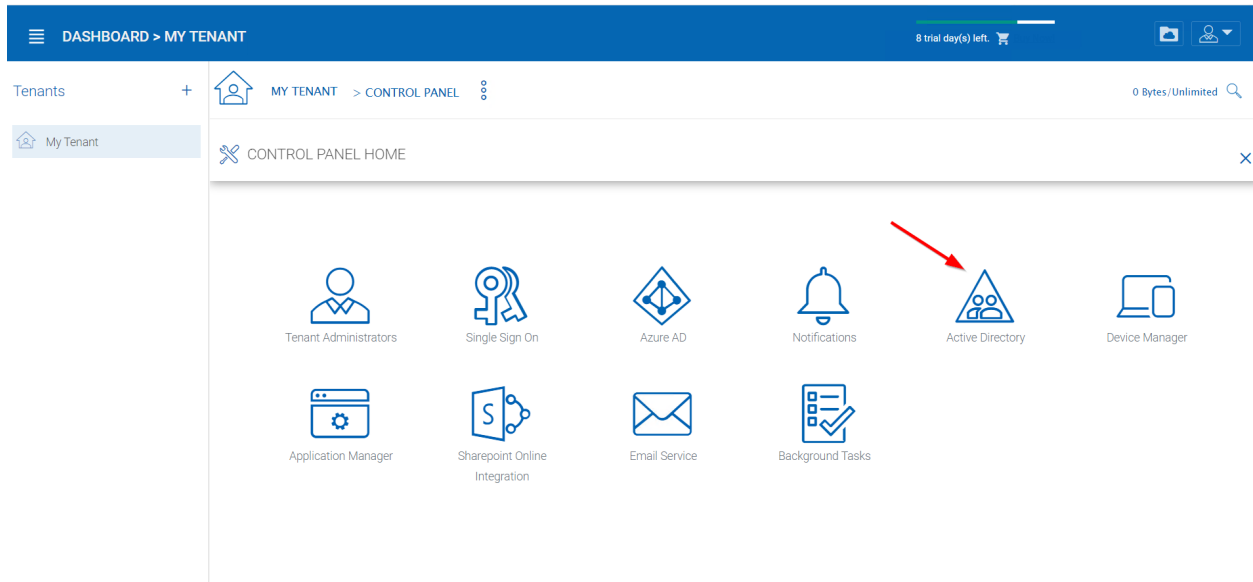 DASHBOARD > MY TENANT
8 trial day(s) left.
Tenants +
MY TENANT > CONTROL PANEL
0 Bytes/Unlimited
My Tenant
CONTROL PANEL HOME
Tenant Administrators
Single Sign On
Azure AD
Notifications
Active Directory
Device Manager
Application Manager
Sharepoint Online
Integration
Email Service
Background Tasks